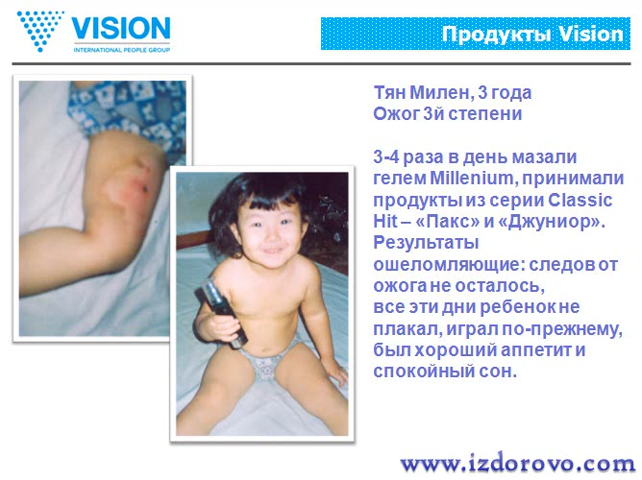 VISION
INTERNATIONAL PEOPLE GROUP
Продукты Vision
Тян Милен, 3 года
Ожог 3й степени
3-4 раза в день мазали
гелем Millenium, принимали
продукты из серии Classic
Hit – «Пакс» и «Джуниор».
Результаты
ошеломляющие: следов от
ожога не осталось,
все эти дни ребенок не
плакал, играл по-прежнему,
был хороший аппетит и
спокойный сон.
www.izdorovo.com